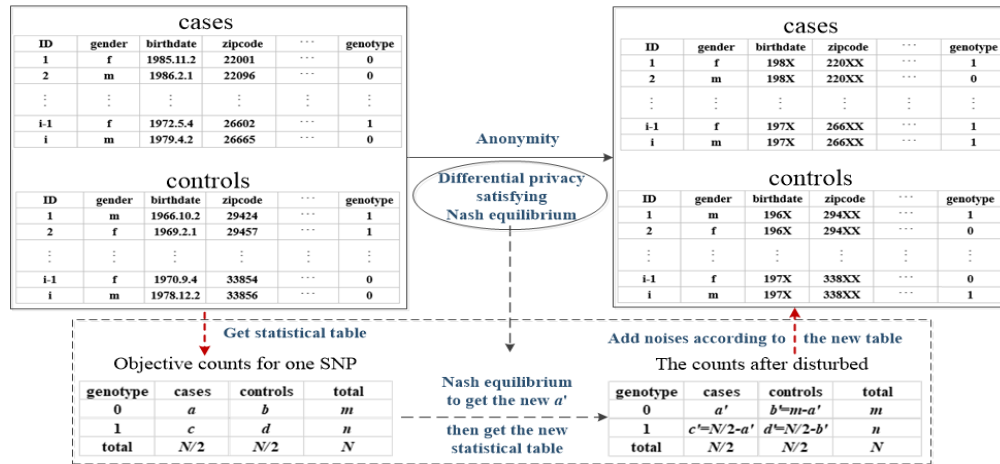 cases
ID gender birthdate zipcode ··· genotype
1 f 1985.11.2 22001 ··· 0
2 m 1986.2.1 22096 ··· 0
⋮ ⋮ ⋮ ⋮ ⋮
i-1 f 1972.5.4 26602 ··· 1
i m 1979.4.2 26665 ··· 0
controls
ID gender birthdate zipcode ··· genotype
1 m 1966.10.2 29424 ··· 1
2 f 1969.2.1 29457 ··· 1
⋮ ⋮ ⋮ ⋮ ⋮
i-1 f 1970.9.4 33854 ··· 0
i m 1978.12.2 33856 ··· 0
Anonymity
Differential privacy
satisfying
Nash equilibrium
cases
ID gender birthdate zipcode ··· genotype
1 f 198X 220XX ··· 1
2 m 198X 220XX ··· 0
⋮ ⋮ ⋮ ⋮ ⋮
i-1 f 197X 266XX ··· 1
i m 197X 266XX ··· 1
controls
ID gender birthdate zipcode ··· genotype
1 m 196X 294XX ··· 1
2 f 196X 294XX ··· 0
⋮ ⋮ ⋮ ⋮ ⋮
i-1 f 197X 338XX ··· 0
i m 197X 338XX ··· 1
Get statistical table
Objective counts for one SNP
genotype cases controls total
0 a b m
1 c d n
total N/2 N/2 N
Nash equilibrium
to get the new a'
then get the new
statistical table
Add noises according to the new table
The counts after disturbed
genotype cases controls total
0 a' b'=m-a' m
1 c'=N/2-a' d'=N/2-b' n
total N/2 N/2 N